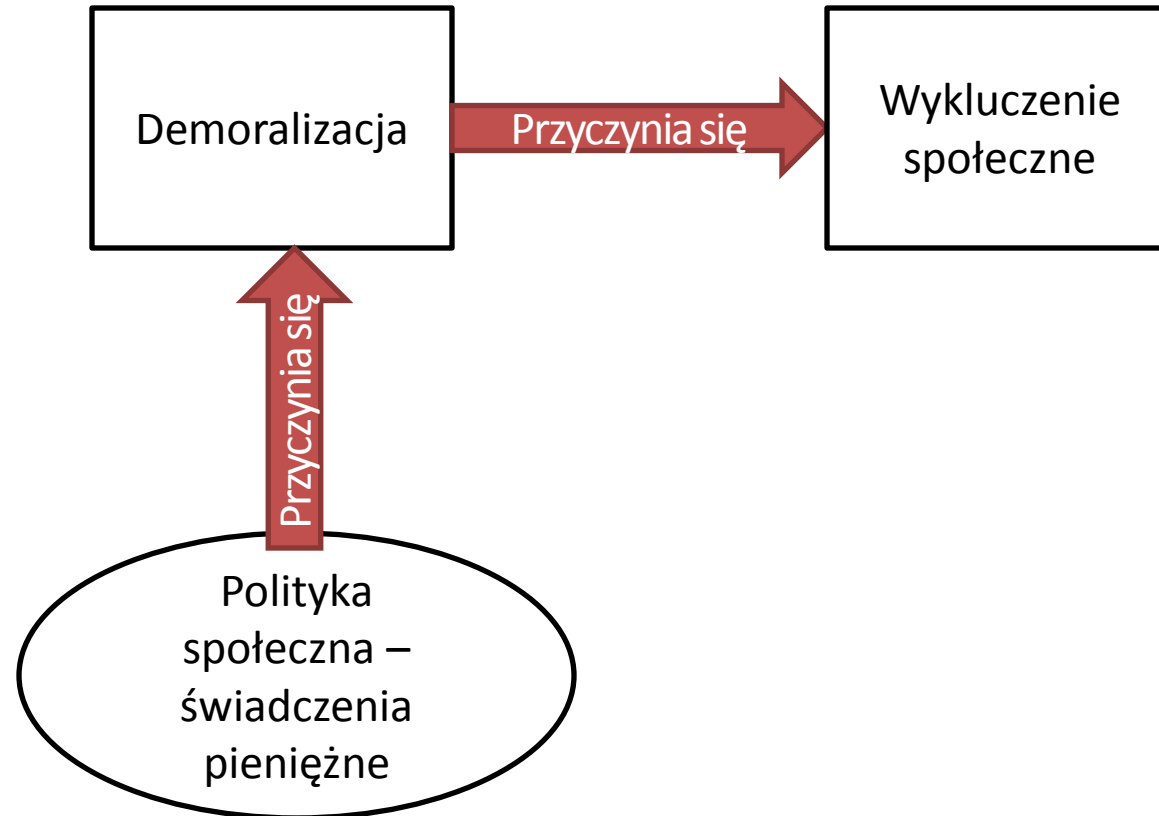 Demoralizacja
Przyczynia się
Wykluczenie
społeczne
Przyczynia się
Polityka
społeczna –
świadczenia
pieniężne